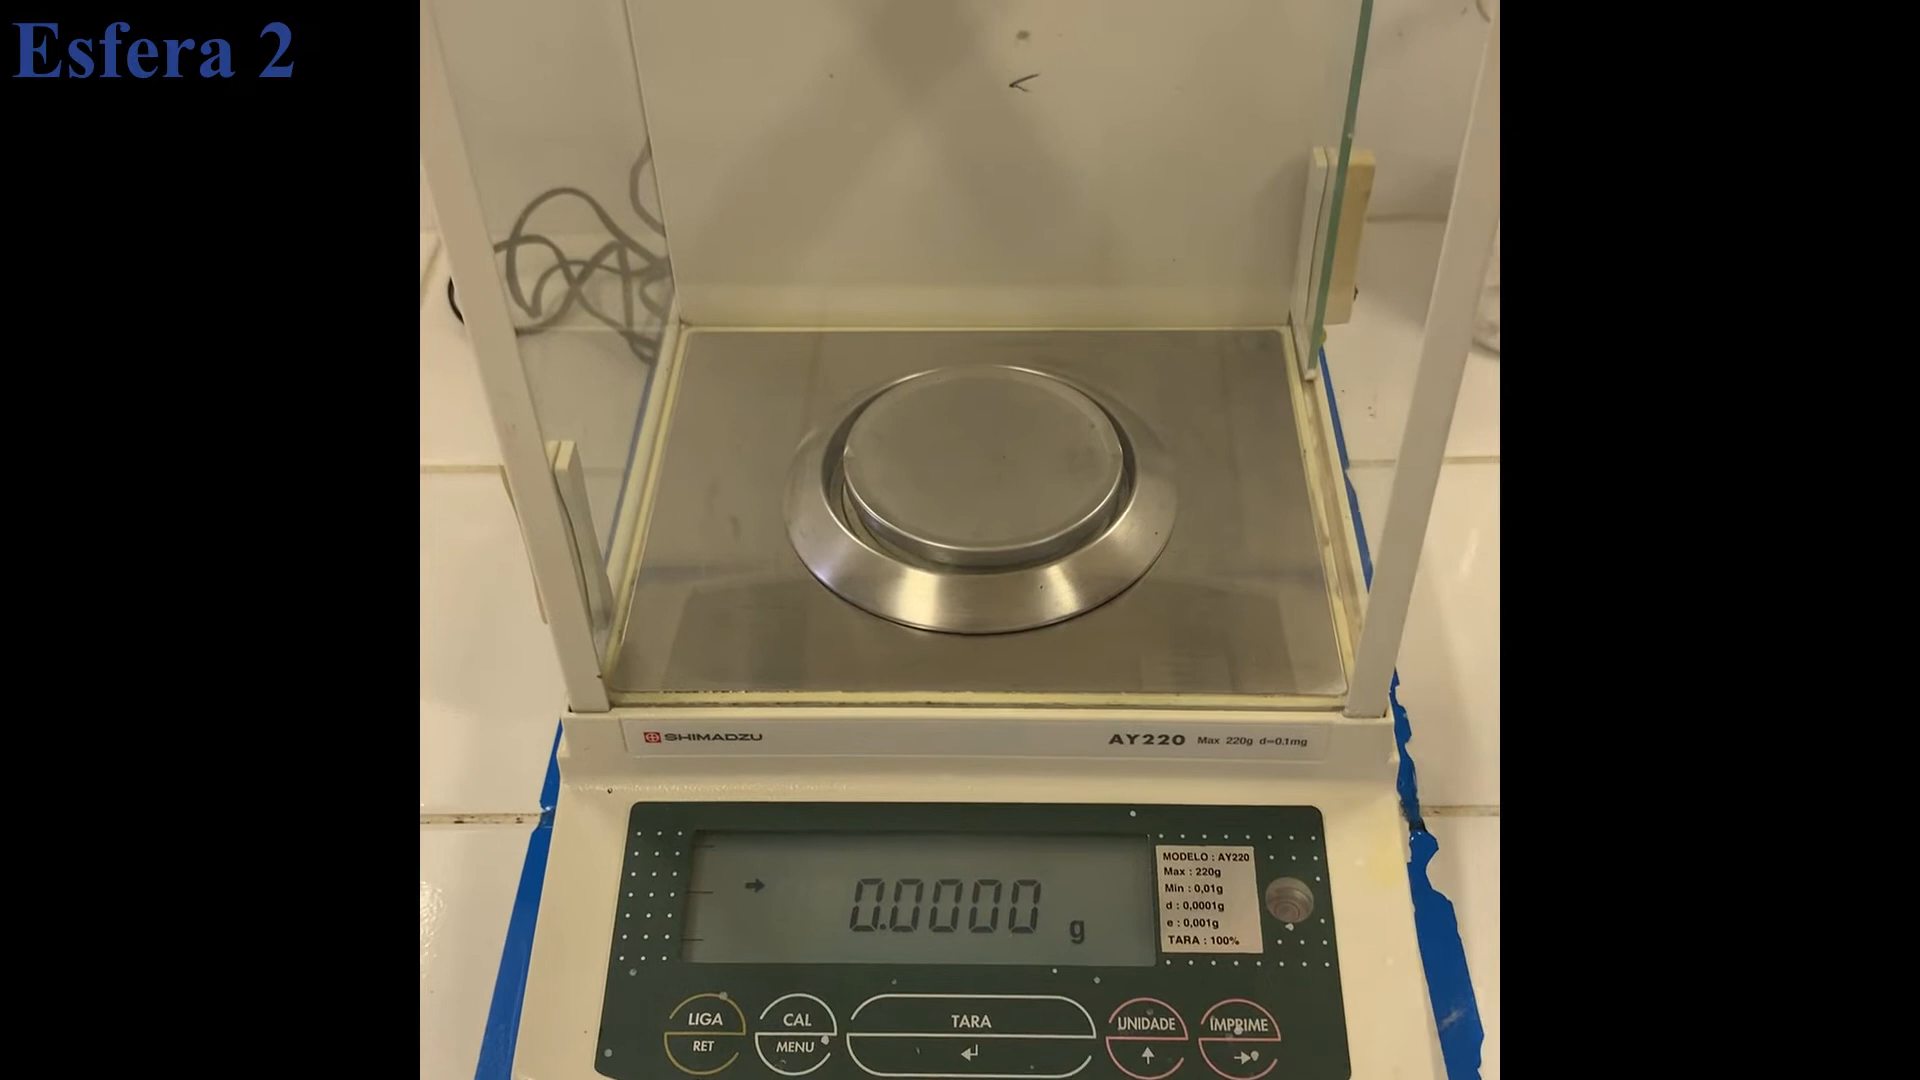 Esfera 2
SHIMADZU
AY220 Max 220g d=0.1mg
0.0000 g
MODELO : AY220
Max : 220g
Min : 0,01g
d : 0,0001g
e : 0,001g
TARA : 100%
LIGA
RET
CAL
MENU
TARA
UNIDADE
IMPRIME